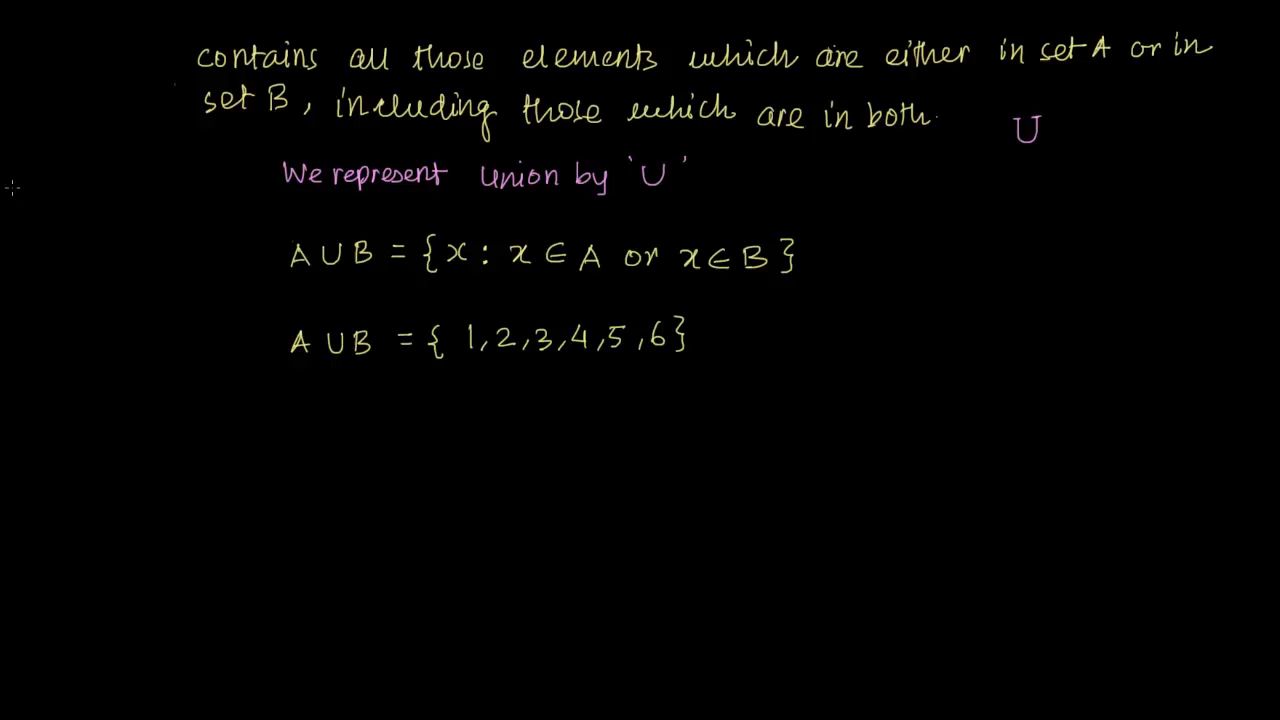 contains all those elements which are either in set A or in
set B, including those which are in both.
U
We represent union by 'U'
A ∪ B = {x : x ∈ A or x ∈ B}
A ∪ B = { 1,2,3,4,5,6}